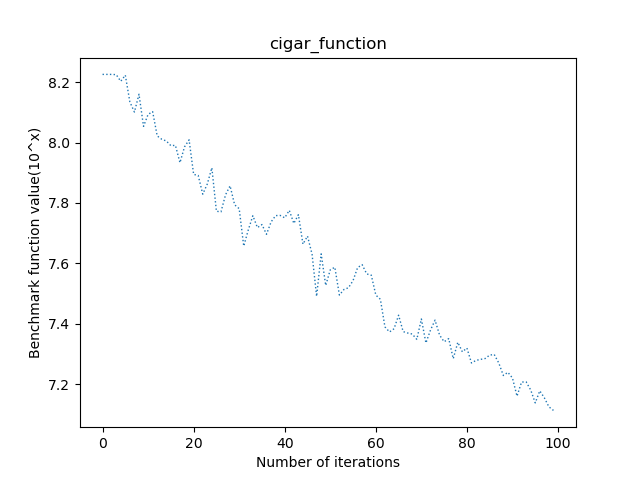 cigar_function
Benchmark function value(10^x)
8.2
8.0
7.8
7.6
7.4
7.2
0 20 40 60 80 100
Number of iterations